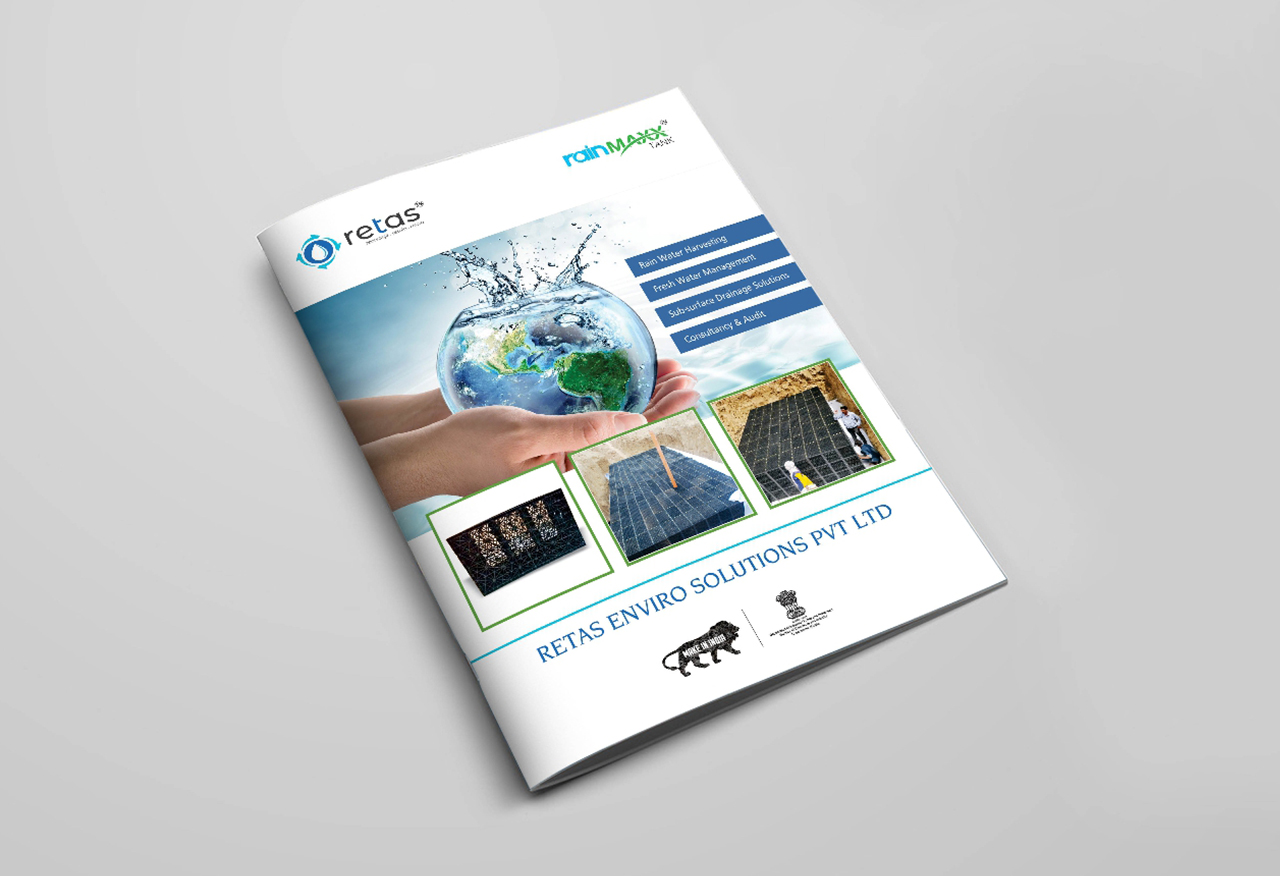 rainMAXX
TANK
retas
Rain Water Harvesting
Fresh Water Management
Sub-surface Drainage Solutions
Consultancy & Audit
RETAS ENVIRO SOLUTIONS PVT LTD
MAKE IN INDIA